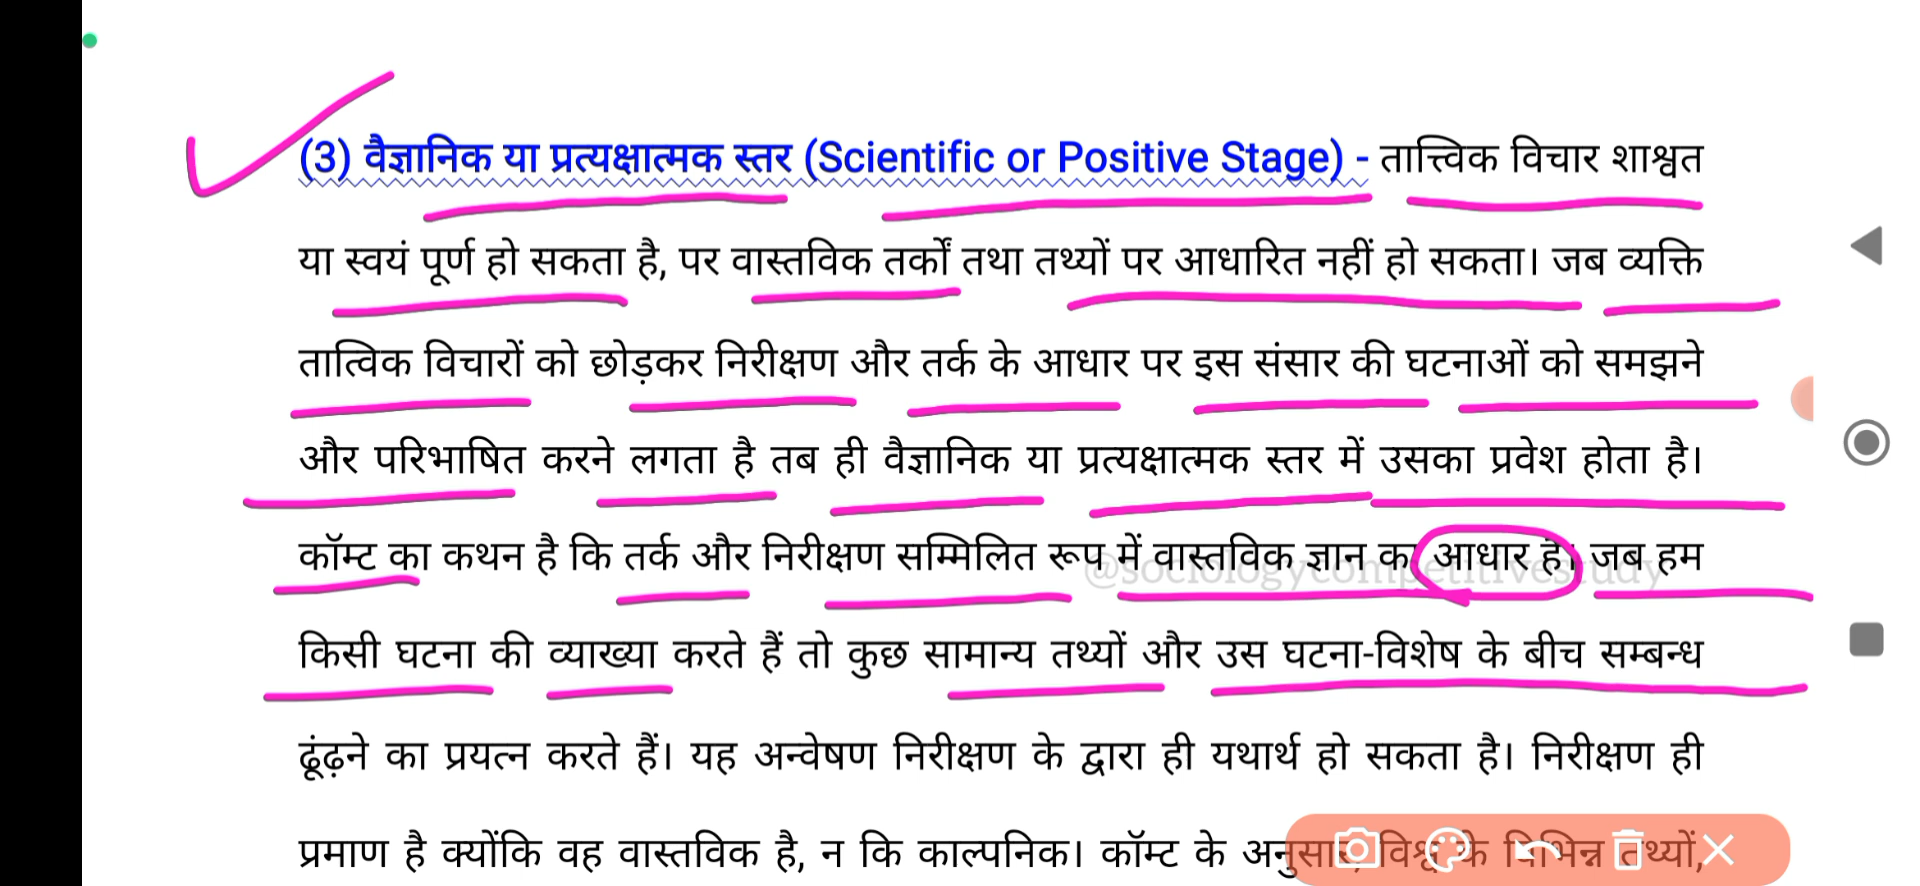 (3) वैज्ञानिक या प्रत्यक्षात्मक स्तर (Scientific or Positive Stage) - तात्त्विक विचार शाश्वत
या स्वयं पूर्ण हो सकता है, पर वास्तविक तर्कों तथा तथ्यों पर आधारित नहीं हो सकता। जब व्यक्ति
तात्विक विचारों को छोड़कर निरीक्षण और तर्क के आधार पर इस संसार की घटनाओं को समझने
और परिभाषित करने लगता है तब ही वैज्ञानिक या प्रत्यक्षात्मक स्तर में उसका प्रवेश होता है।
कॉम्ट का कथन है कि तर्क और निरीक्षण सम्मिलित रूप में वास्तविक ज्ञान का आधार है। जब हम
@sociologycompetitivestudy
किसी घटना की व्याख्या करते हैं तो कुछ सामान्य तथ्यों और उस घटना-विशेष के बीच सम्बन्ध
ढूंढ़ने का प्रयत्न करते हैं। यह अन्वेषण निरीक्षण के द्वारा ही यथार्थ हो सकता है। निरीक्षण ही
प्रमाण है क्योंकि वह वास्तविक है, न कि काल्पनिक। कॉम्ट के अनुसार, विश्व के विभिन्न तथ्यों,